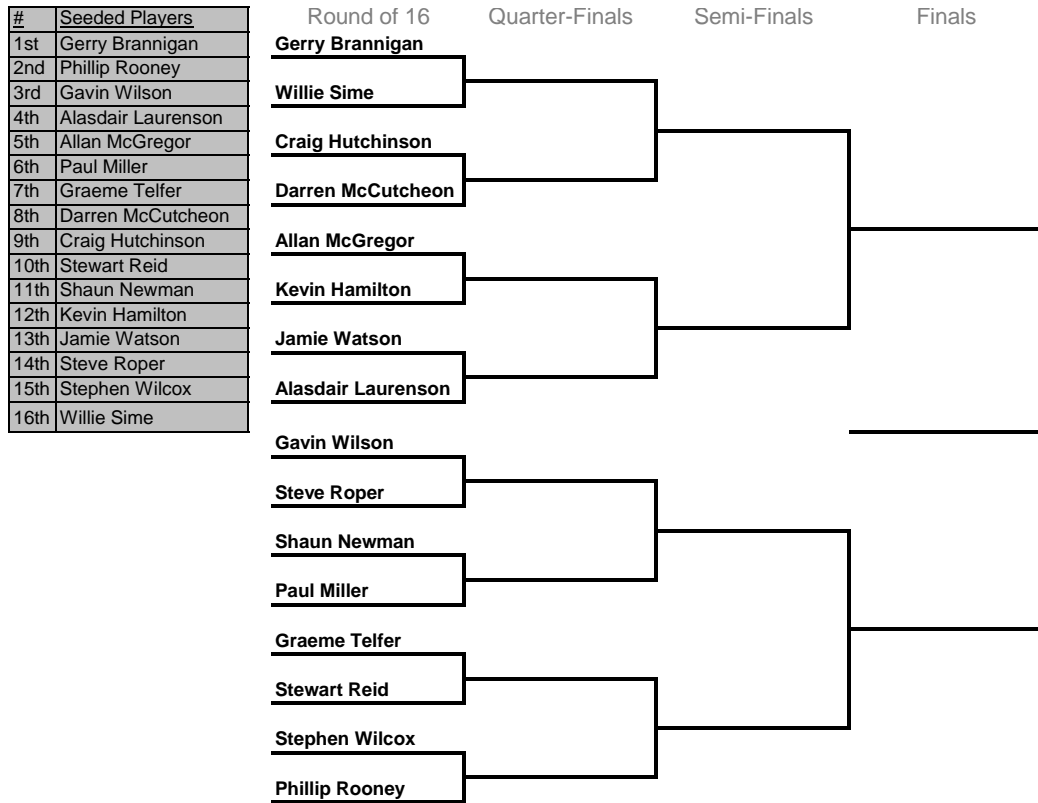 # Seeded Players
1st Gerry Brannigan
2nd Phillip Rooney
3rd Gavin Wilson
4th Alasdair Laurenson
5th Allan McGregor
6th Paul Miller
7th Graeme Telfer
8th Darren McCutcheon
9th Craig Hutchinson
10th Stewart Reid
11th Shaun Newman
12th Kevin Hamilton
13th Jamie Watson
14th Steve Roper
15th Stephen Wilcox
16th Willie Sime
Round of 16 Quarter-Finals Semi-Finals Finals
Gerry Brannigan
Willie Sime
Craig Hutchinson
Darren McCutcheon
Allan McGregor
Kevin Hamilton
Jamie Watson
Alasdair Laurenson
Gavin Wilson
Steve Roper
Shaun Newman
Paul Miller
Graeme Telfer
Stewart Reid
Stephen Wilcox
Phillip Rooney